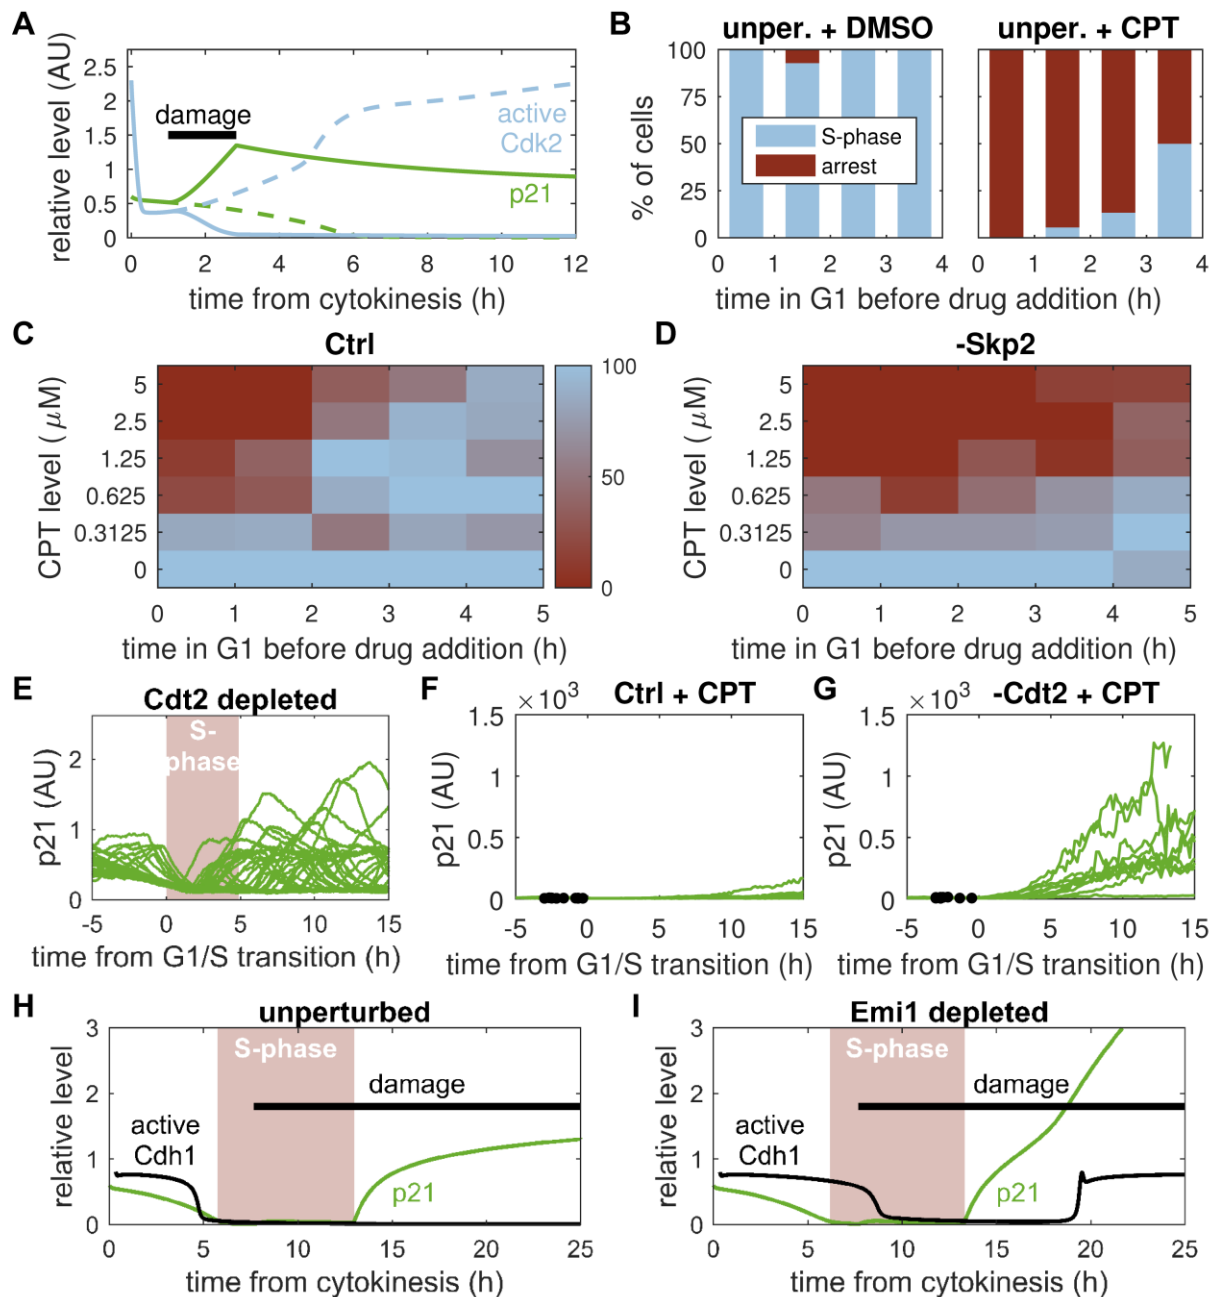 A
relative level (AU)
2.5
2
1.5
1
0.5
0
damage
active
Cdk2
p21
0 2 4 6 8 10 12
time from cytokinesis (h)
B
unper. + DMSO
unper. + CPT
% of cells
100
75
50
25
0
S-phase
arrest
0 1 2 3 4
0 1 2 3 4
time in G1 before drug addition (h)
C
Ctrl
CPT level ( μM)
5
2.5
1.25
0.625
0.3125
0
0 1 2 3 4 5
time in G1 before drug addition (h)
100
50
0
D
-Skp2
CPT level ( μM)
5
2.5
1.25
0.625
0.3125
0
0 1 2 3 4 5
time in G1 before drug addition (h)
E
Cdt2 depleted
S-
phase
p21 (AU)
2
1
0
-5 0 5 10 15
time from G1/S transition (h)
F
Ctrl + CPT
× 10³
p21 (AU)
1.5
1
0.5
0
-5 0 5 10 15
time from G1/S transition (h)
G
-Cdt2 + CPT
× 10³
p21 (AU)
1.5
1
0.5
0
-5 0 5 10 15
time from G1/S transition (h)
H
unperturbed
S-phase
relative level
3
2
1
0
damage
active
Cdh1
p21
0 5 10 15 20 25
time from cytokinesis (h)
I
Emi1 depleted
S-phase
relative level
3
2
1
0
damage
active
Cdh1
p21
0 5 10 15 20 25
time from cytokinesis (h)